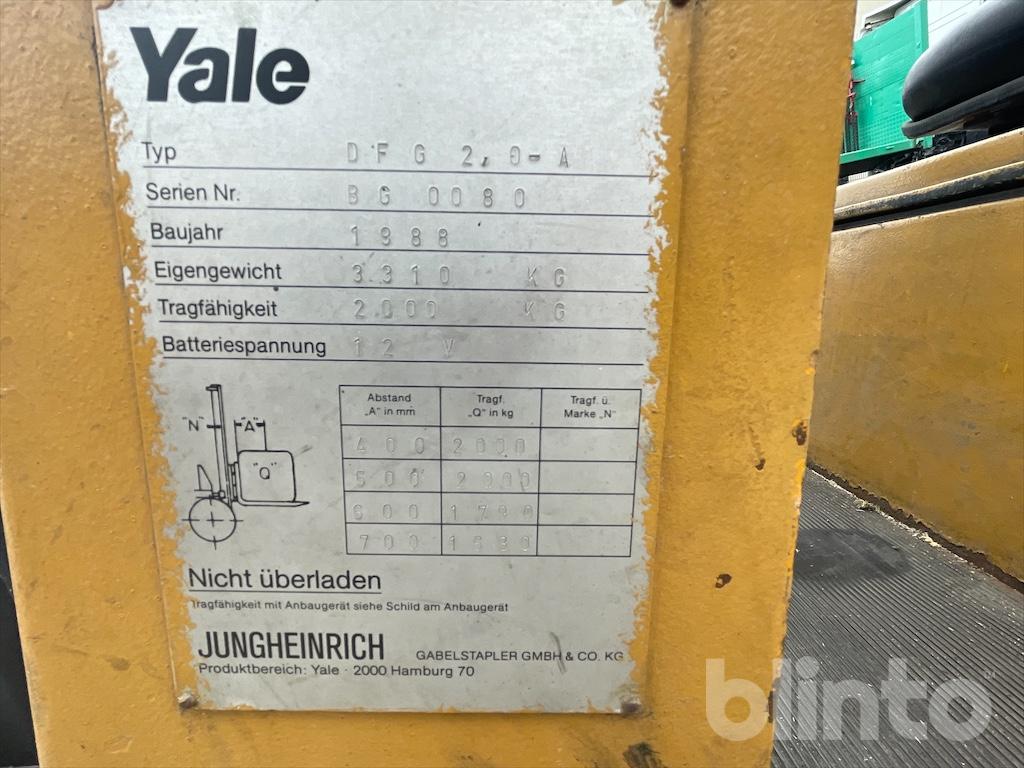 Yale
Typ DFG 2,0-A
Serien Nr. BG 0080
Baujahr 1988
Eigengewicht 3.310 KG
Tragfähigkeit 2.000 KG
Batteriespannung 12 V
"N" "A"
"Q"
Abstand „A" in mm Tragf. „Q" in kg Tragf. ü. Marke „N"
400 2000
500 2000
600
700
Nicht überladen
Tragfähigkeit mit Anbaugerät siehe Schild am Anbaugerät
JUNGHEINRICH GABELSTAPLER GMBH & CO. KG
Produktbereich: Yale · 2000 Hamburg 70
blinto